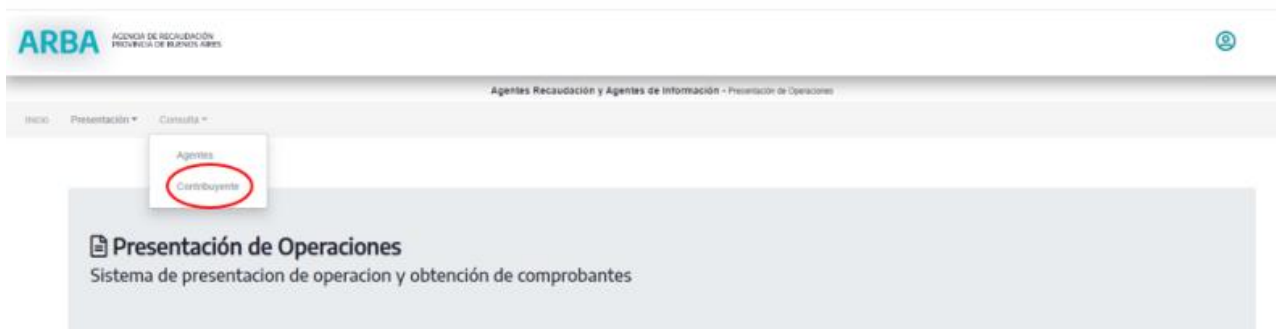 ARBA
AGENCIA DE RECAUDACIÓN
PROVINCIA DE BUENOS AIRES
Agentes Recaudación y Agentes de Información - Presentación de Operaciones
Inicio Presentación Consulta
Agentes
Contribuyente
Presentación de Operaciones
Sistema de presentacion de operacion y obtención de comprobantes